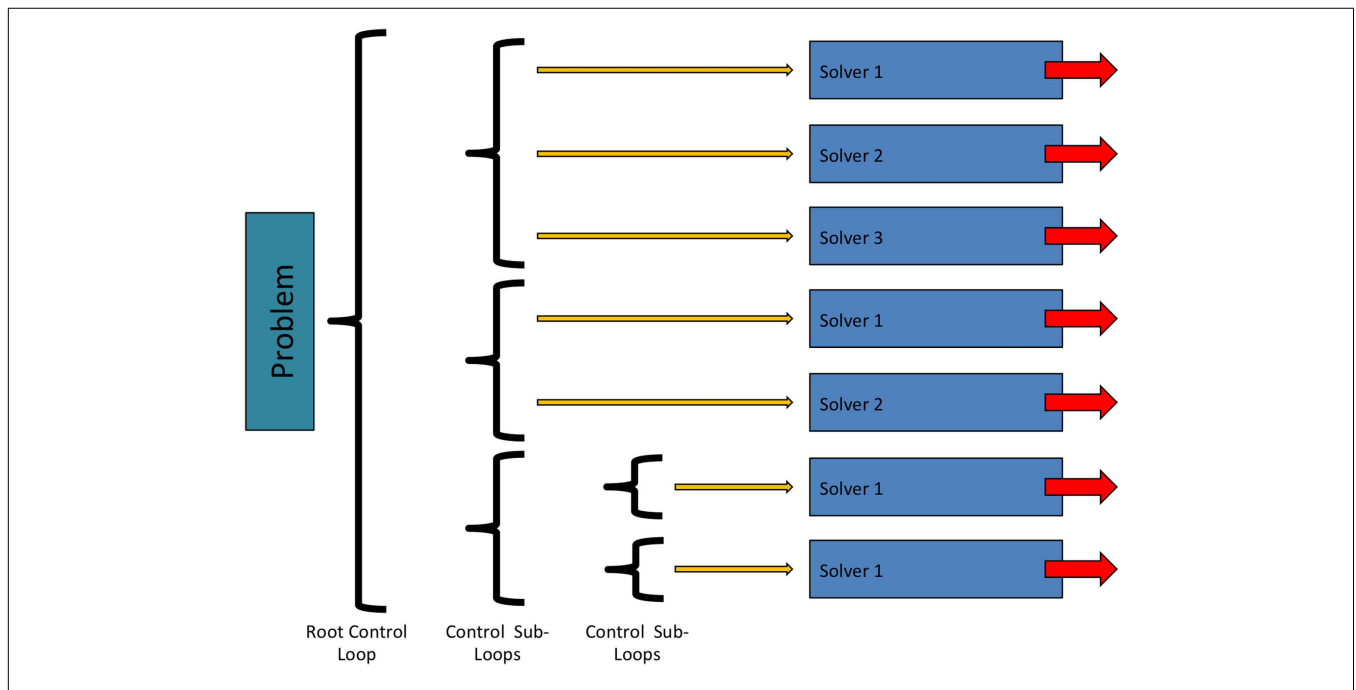 Solver 1
Solver 2
Solver 3
Problem
Solver 1
Solver 2
Solver 1
Solver 1
Root Control
Loop
Control Sub-
Loops
Control Sub-
Loops